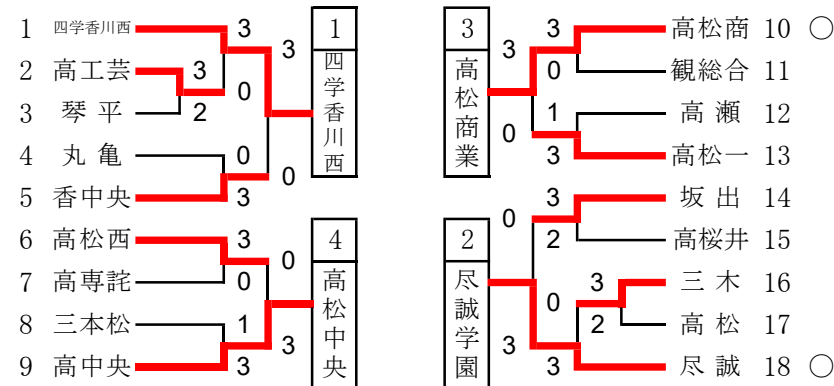 1 四学香川西 3
2 高工芸 3
3 琴平 2
0
3
4 丸亀 0
5 香中央 3
0
1
四学香川西
6 高松西 3
7 高専詫 0
0
8 三本松 1
9 高中央 3
3
4
高松中央
3
高松商業
3
0
3 高松商 10 ○
0 観総合 11
1 高瀬 12
3 高松一 13
2
尽誠学園
0
3
3 坂出 14
2 高桜井 15
3 三木 16
2 高松 17
0
3 尽誠 18 ○